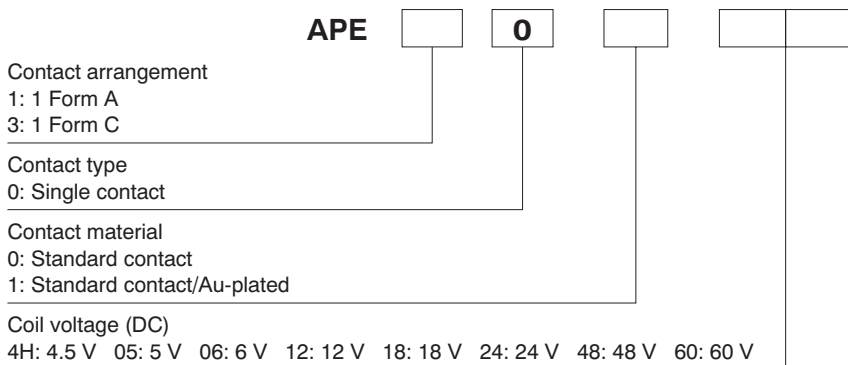 APE 0
Contact arrangement
1: 1 Form A
3: 1 Form C
Contact type
0: Single contact
Contact material
0: Standard contact
1: Standard contact/Au-plated
Coil voltage (DC)
4H: 4.5 V 05: 5 V 06: 6 V 12: 12 V 18: 18 V 24: 24 V 48: 48 V 60: 60 V